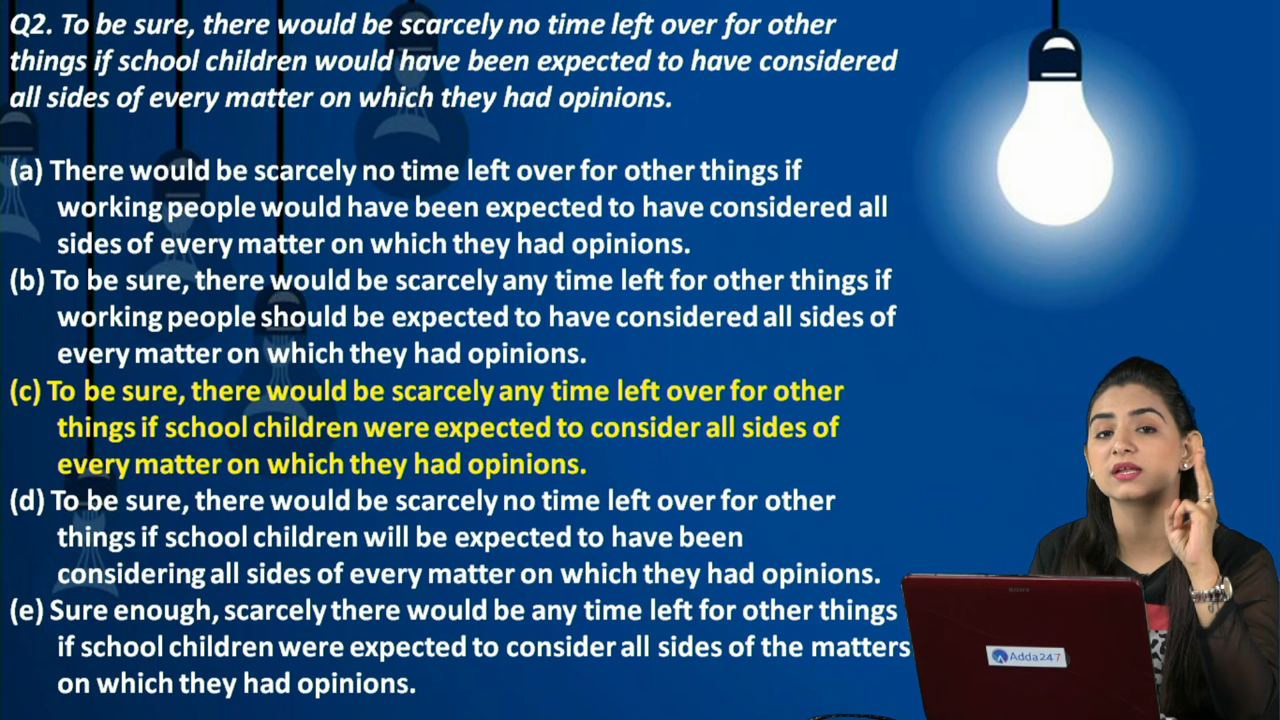 Q2. To be sure, there would be scarcely no time left over for other
things if school children would have been expected to have considered
all sides of every matter on which they had opinions.
(a) There would be scarcely no time left over for other things if
working people would have been expected to have considered all
sides of every matter on which they had opinions.
(b) To be sure, there would be scarcely any time left for other things if
working people should be expected to have considered all sides of
every matter on which they had opinions.
(c) To be sure, there would be scarcely any time left over for other
things if school children were expected to consider all sides of
every matter on which they had opinions.
(d) To be sure, there would be scarcely no time left over for other
things if school children will be expected to have been
considering all sides of every matter on which they had opinions.
(e) Sure enough, scarcely there would be any time left for other things
if school children were expected to consider all sides of the matters
on which they had opinions.
SONY
Adda247